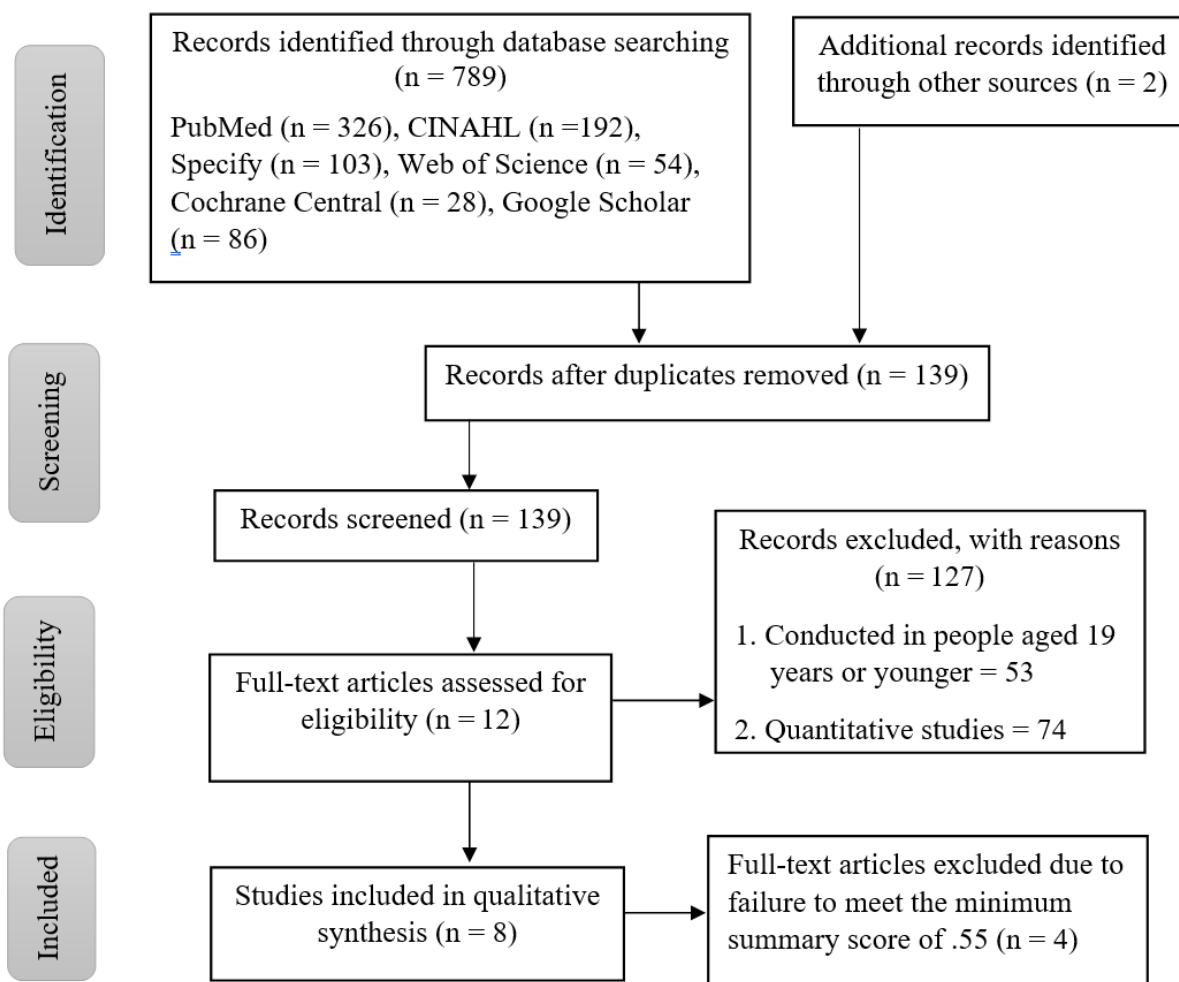 Identification
Records identified through database searching
(n = 789)
PubMed (n = 326), CINAHL (n =192),
Specify (n = 103), Web of Science (n = 54),
Cochrane Central (n = 28), Google Scholar
(n = 86)
Additional records identified
through other sources (n = 2)
Screening
Records after duplicates removed (n = 139)
Records screened (n = 139)
Eligibility
Full-text articles assessed for
eligibility (n = 12)
Records excluded, with reasons
(n = 127)
1. Conducted in people aged 19
years or younger = 53
2. Quantitative studies = 74
Included
Studies included in qualitative
synthesis (n = 8)
Full-text articles excluded due to
failure to meet the minimum
summary score of .55 (n = 4)